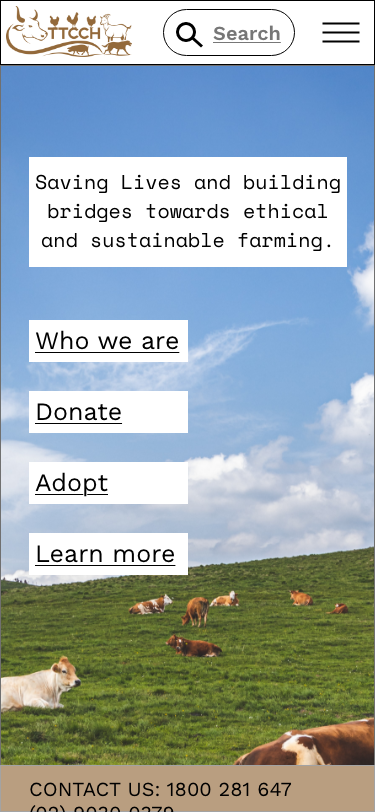 TTCCH
Search
Saving Lives and building
bridges towards ethical
and sustainable farming.
Who we are
Donate
Adopt
Learn more
CONTACT US: 1800 281 647
(02) 9030 0379